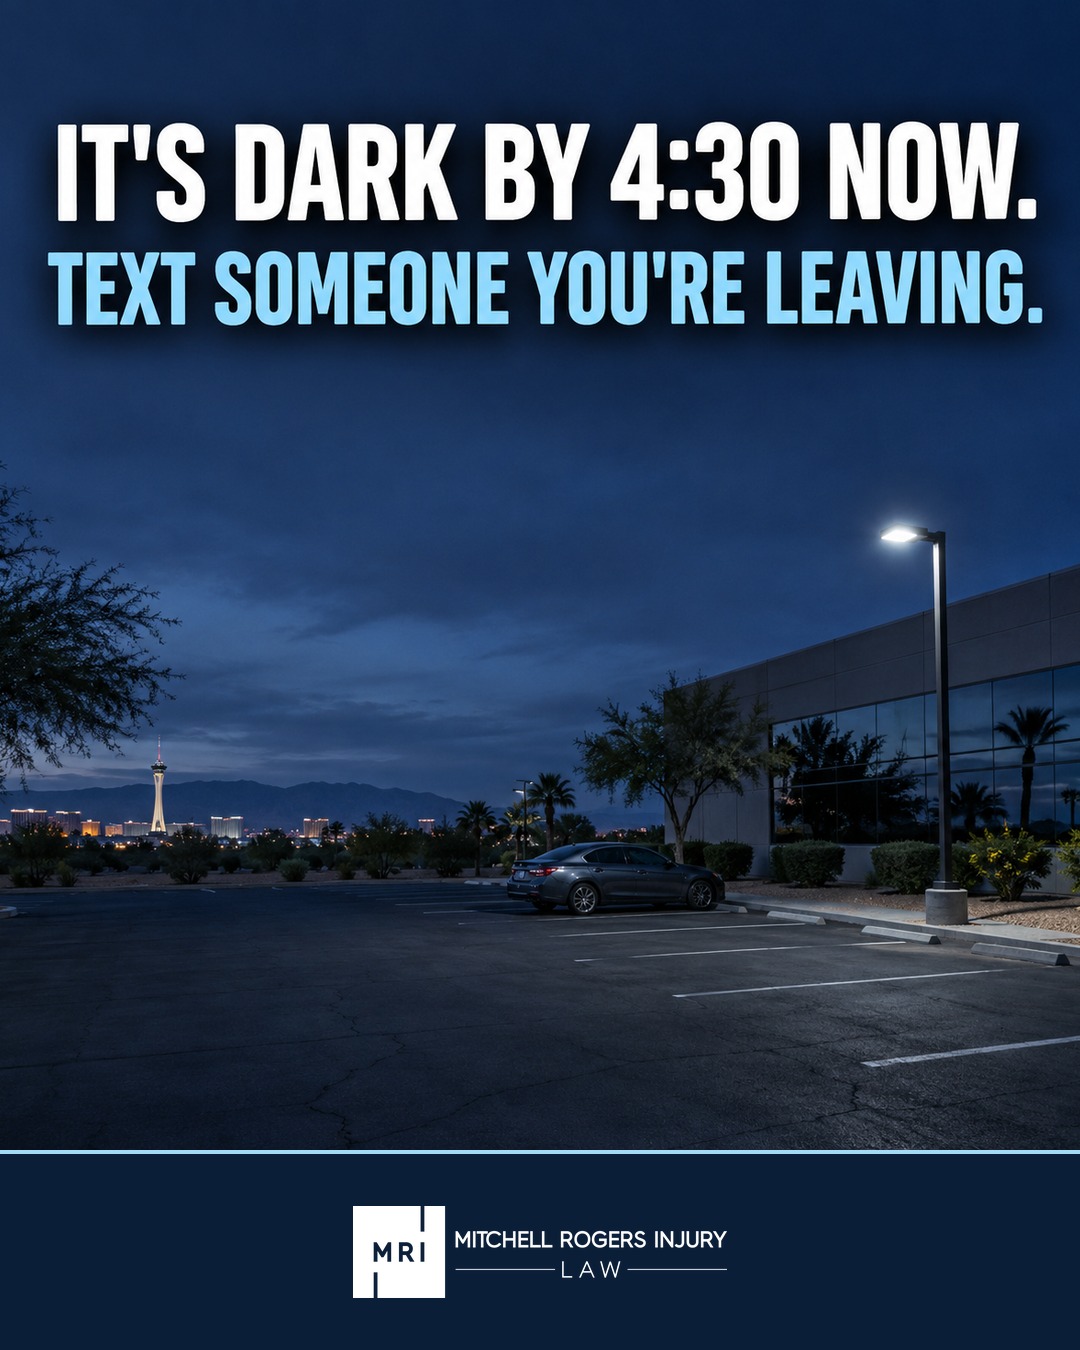 IT'S DARK BY 4:30 NOW.
TEXT SOMEONE YOU'RE LEAVING.
MRI
MITCHELL ROGERS INJURY
LAW